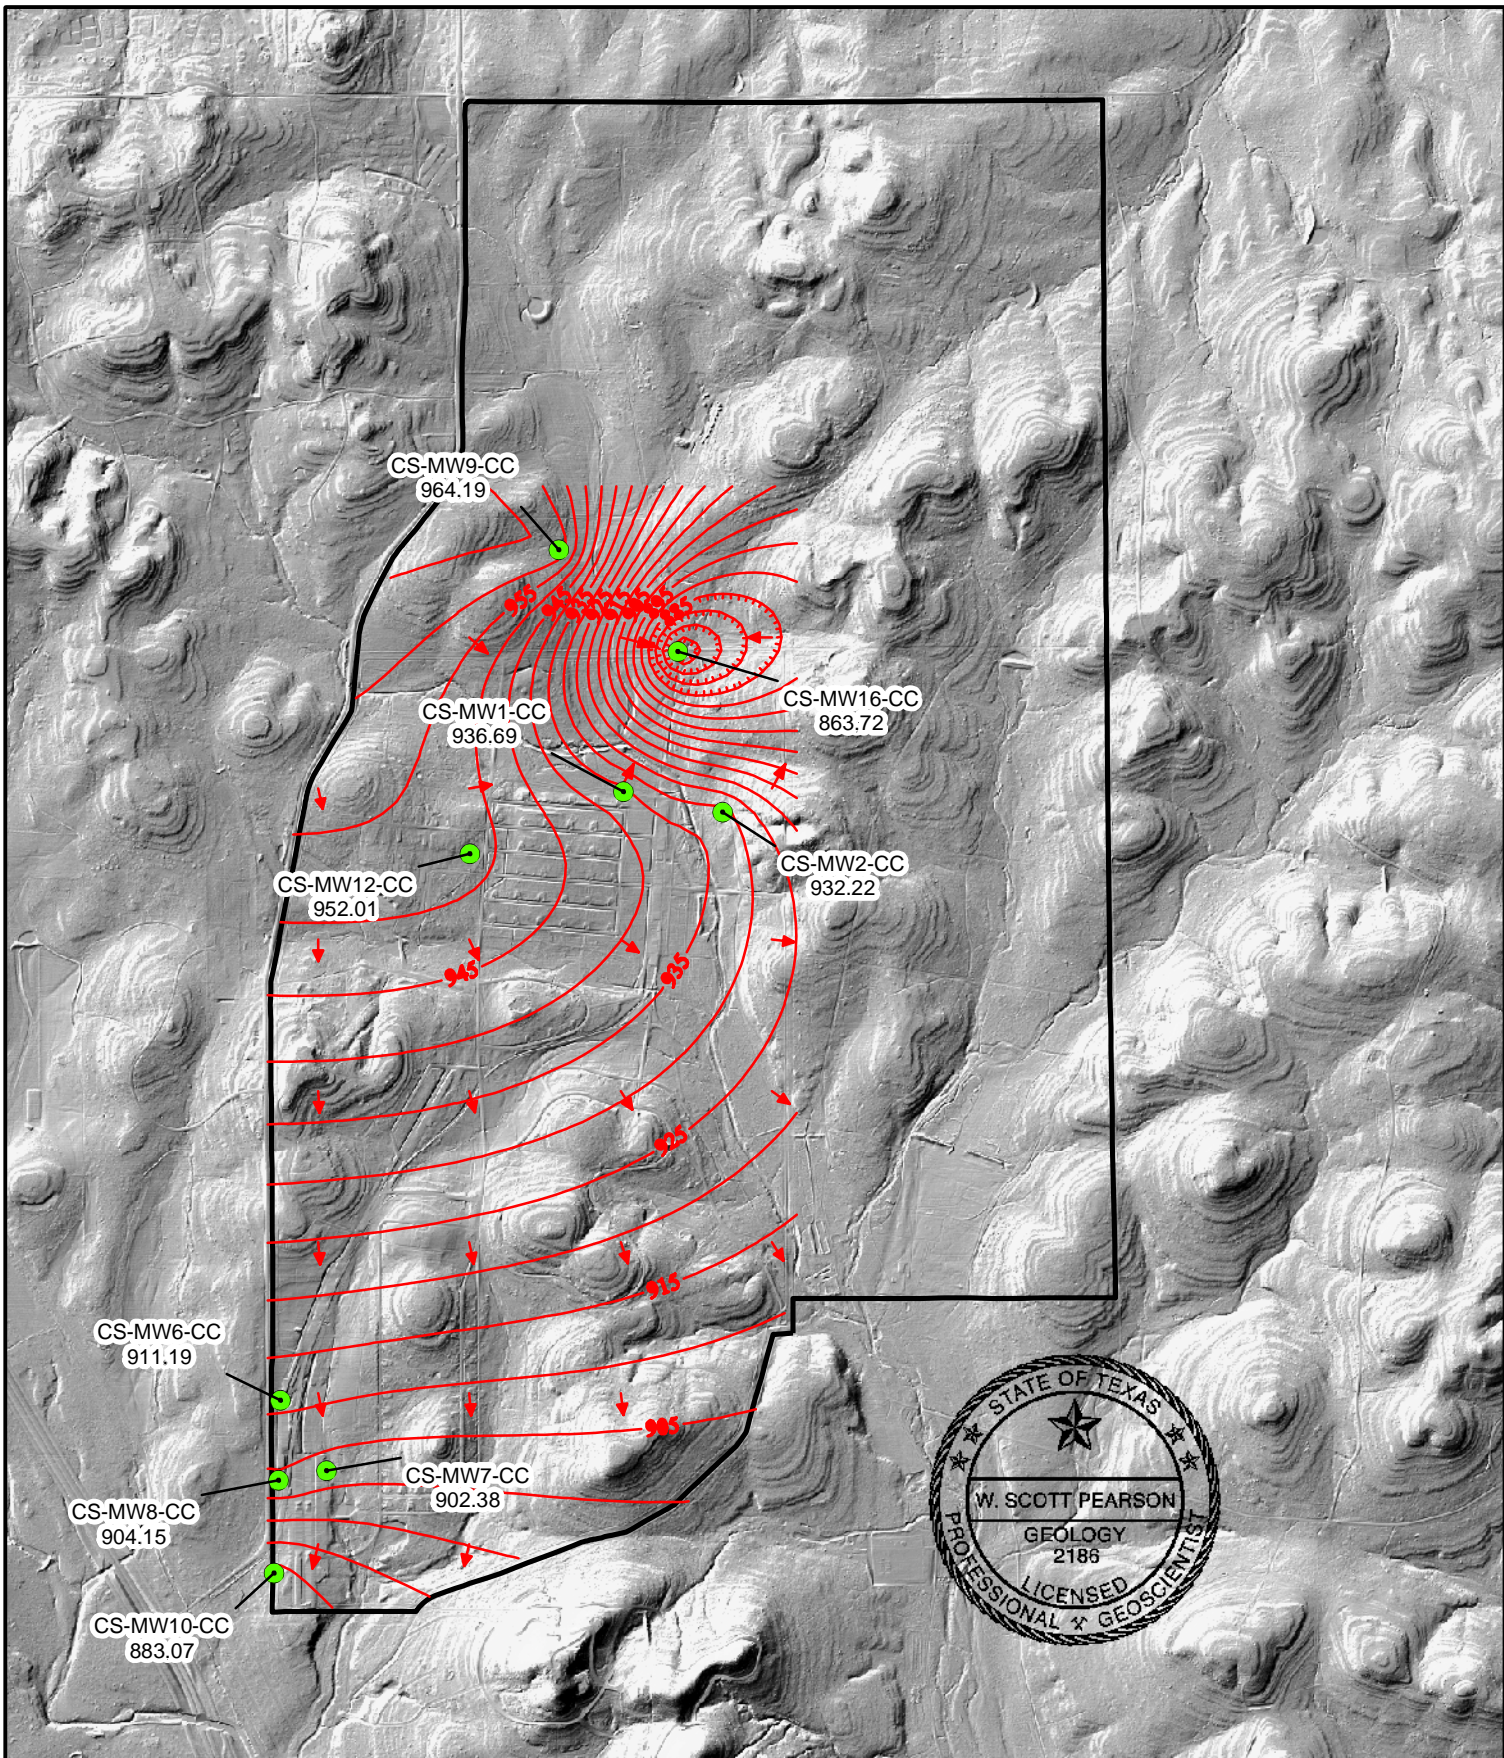 CS-MW9-CC
964.19
955
CS-MW16-CC
863.72
CS-MW1-CC
936.69
CS-MW2-CC
932.22
CS-MW12-CC
952.01
945
935
925
915
CS-MW6-CC
911.19
905
CS-MW7-CC
902.38
CS-MW8-CC
904.15
CS-MW10-CC
883.07
STATE OF TEXAS
W. SCOTT PEARSON
GEOLOGY
2186
LICENSED
PROFESSIONAL GEOSCIENTIST